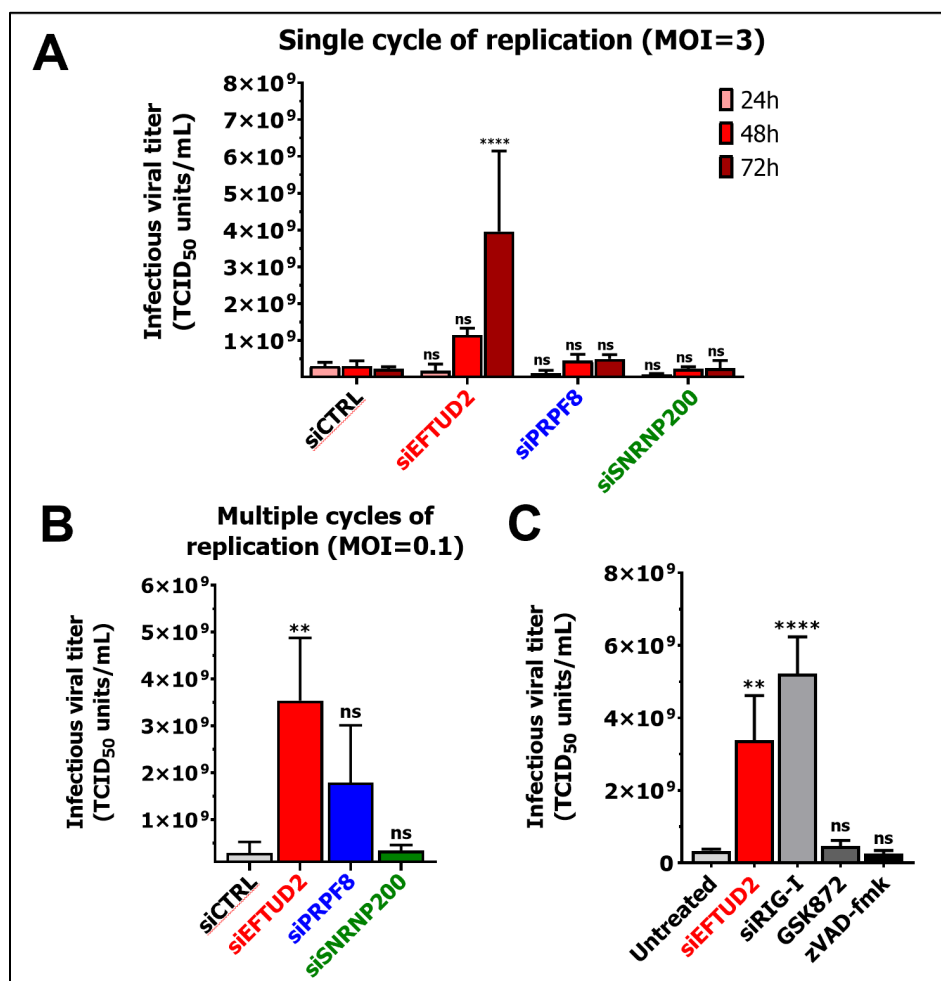 A
Single cycle of replication (MOI=3)
Infectious viral titer
(TCID₅₀ units/mL)
8×10⁹
7×10⁹
6×10⁹
5×10⁹
4×10⁹
3×10⁹
2×10⁹
1×10⁹
24h
48h
72h
ns
ns
****
ns
ns
ns
ns
ns
ns
siCTRL
siEFTUD2
siPRPF8
siSNRNP200
B
Multiple cycles of
replication (MOI=0.1)
Infectious viral titer
(TCID₅₀ units/mL)
6×10⁹
5×10⁹
4×10⁹
3×10⁹
2×10⁹
1×10⁹
**
ns
ns
siCTRL
siEFTUD2
siPRPF8
siSNRNP200
C
Infectious viral titer
(TCID₅₀ units/mL)
8×10⁹
6×10⁹
4×10⁹
2×10⁹
0
**
****
ns
ns
Untreated
siEFTUD2
siRIG-I
GSK872
zVAD-fmk